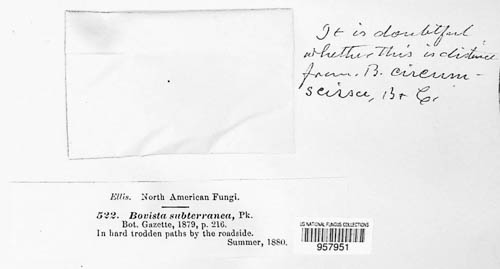 It is doubtful
whether this is distinct
from B. circum-
scissa, B & C.
Ellis. North American Fungi.
522. Bovista subterranea, Pk.
Bot. Gazette, 1879, p. 216.
In hard trodden paths by the roadside.
Summer, 1880.
US NATIONAL FUNGUS COLLECTIONS
957951